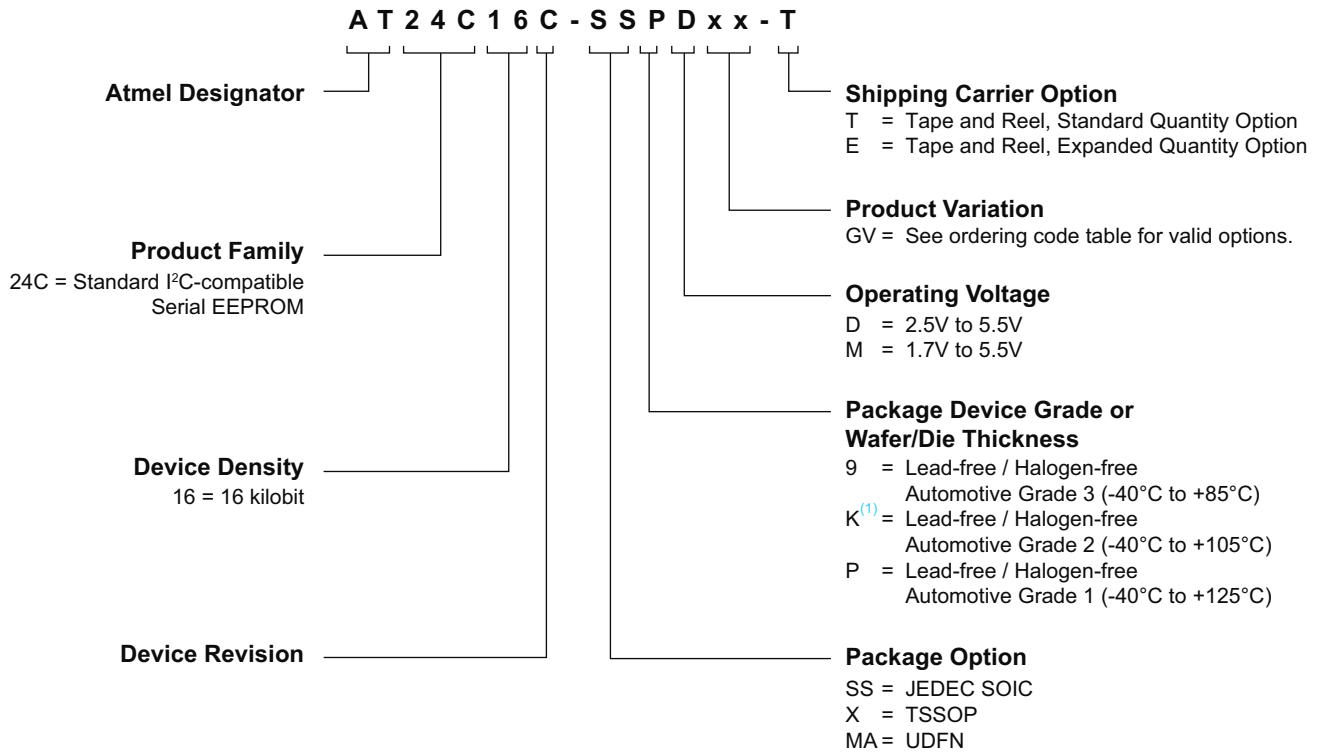 AT24C16C-SSPDxx-T
Atmel Designator
Product Family
24C = Standard I²C-compatible
Serial EEPROM
Device Density
16 = 16 kilobit
Device Revision
Shipping Carrier Option
T = Tape and Reel, Standard Quantity Option
E = Tape and Reel, Expanded Quantity Option
Product Variation
GV = See ordering code table for valid options.
Operating Voltage
D = 2.5V to 5.5V
M = 1.7V to 5.5V
Package Device Grade or
Wafer/Die Thickness
9 = Lead-free / Halogen-free
Automotive Grade 3 (-40°C to +85°C)
K(1) = Lead-free / Halogen-free
Automotive Grade 2 (-40°C to +105°C)
P = Lead-free / Halogen-free
Automotive Grade 1 (-40°C to +125°C)
Package Option
SS = JEDEC SOIC
X = TSSOP
MA = UDFN